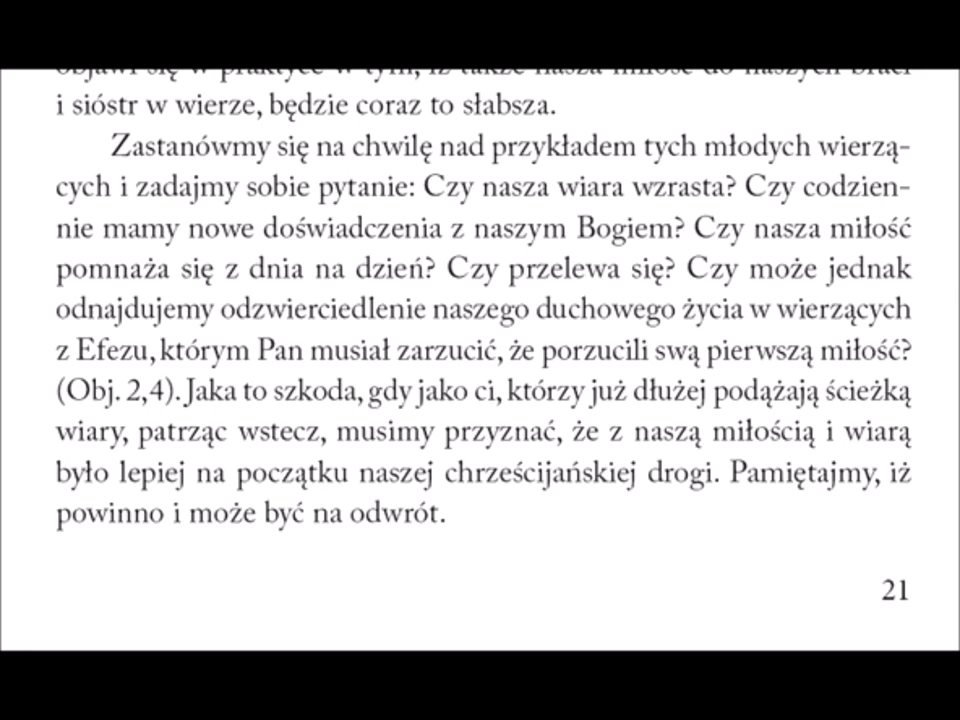 i sióstr w wierze, będzie coraz to słabsza.
Zastanówmy się na chwilę nad przykładem tych młodych wierzą-
cych i zadajmy sobie pytanie: Czy nasza wiara wzrasta? Czy codzien-
nie mamy nowe doświadczenia z naszym Bogiem? Czy nasza miłość
pomnaża się z dnia na dzień? Czy przelewa się? Czy może jednak
odnajdujemy odzwierciedlenie naszego duchowego życia w wierzących
z Efezu, którym Pan musiał zarzucić, że porzucili swą pierwszą miłość?
(Obj. 2,4). Jaka to szkoda, gdy jako ci, którzy już dłużej podążają ścieżką
wiary, patrząc wstecz, musimy przyznać, że z naszą miłością i wiarą
było lepiej na początku naszej chrześcijańskiej drogi. Pamiętajmy, iż
powinno i może być na odwrót.
21